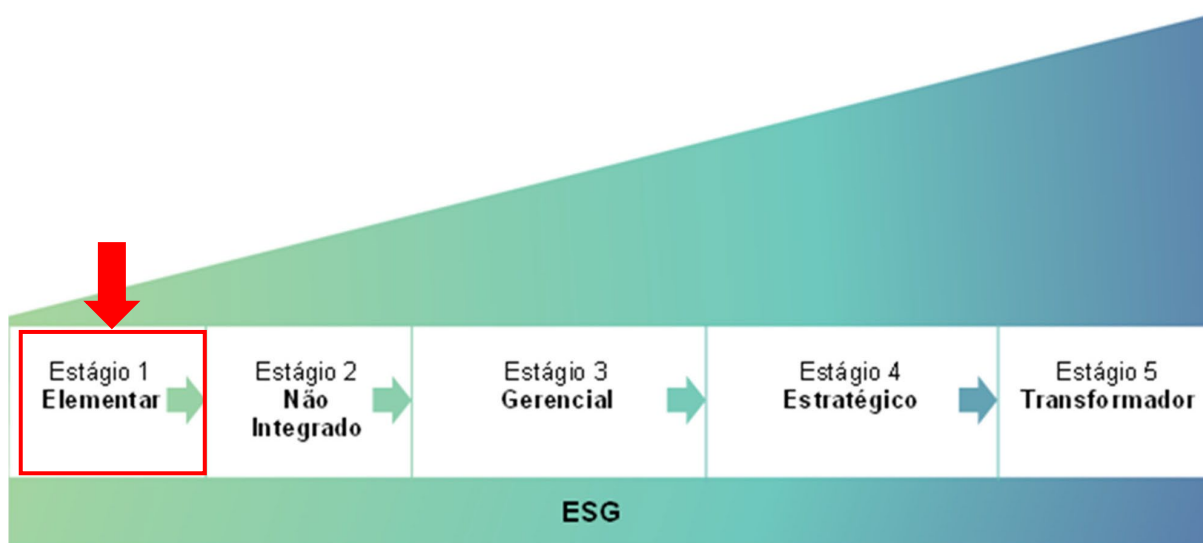 Estágio 1
Elementar
Estágio 2
Não
Integrado
Estágio 3
Gerencial
Estágio 4
Estratégico
Estágio 5
Transformador
ESG